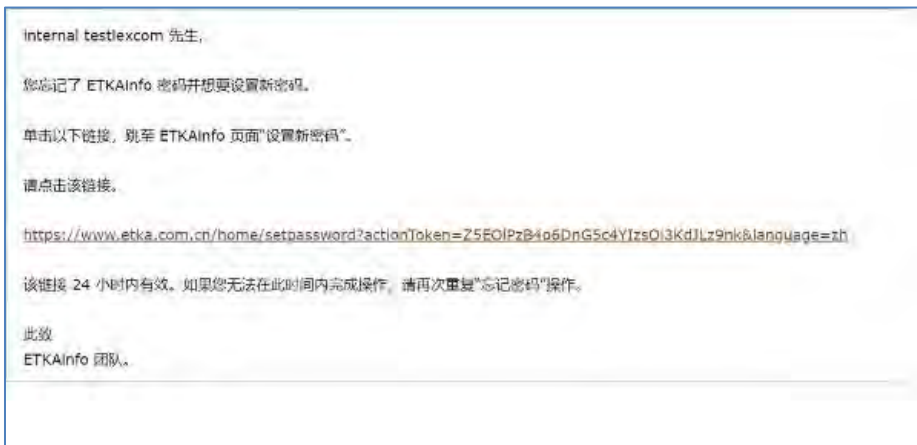 internal testlexcom 先生,
您忘记了 ETKAInfo 密码并想要设置新密码。
单击以下链接，跳至 ETKAInfo 页面“设置新密码”。
请点击该链接。
https://www.etka.com.cn/home/setpassword?actionToken=Z5EOlPzB4o6DnG5c4YIzsOi3KdJLz9nk&language=zh
该链接 24 小时内有效。如果您无法在此时间内完成操作，请再次重复“忘记密码”操作。
此致
ETKAInfo 团队。